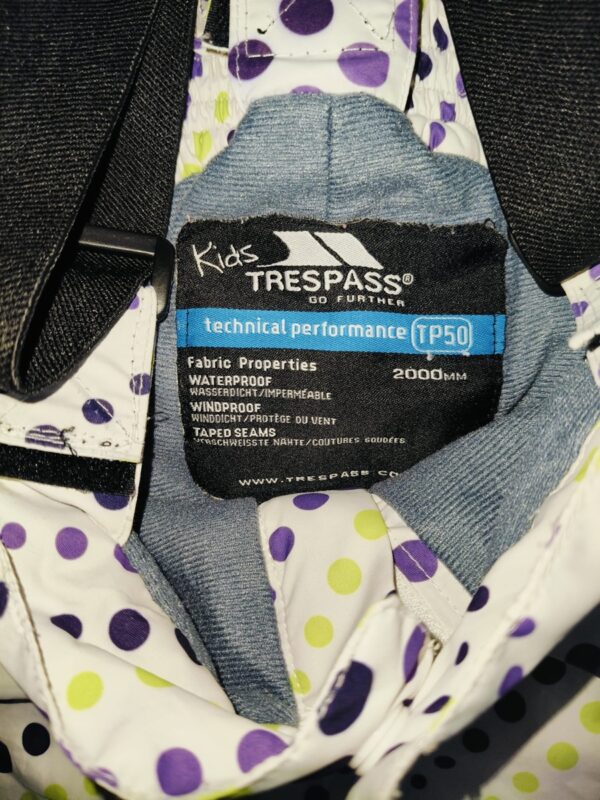 Kids
TRESPASS®
GO FURTHER
technical performance TP50
Fabric Properties
WATERPROOF 2000MM
WASSERDICHT/IMPERMÉABLE
WINDPROOF
WINDDICHT/PROTÈGE DU VENT
TAPED SEAMS
VERSCHWEISSTE NÄHTE/COUTURES SOUDÉES
WWW.TRESPASS.CO